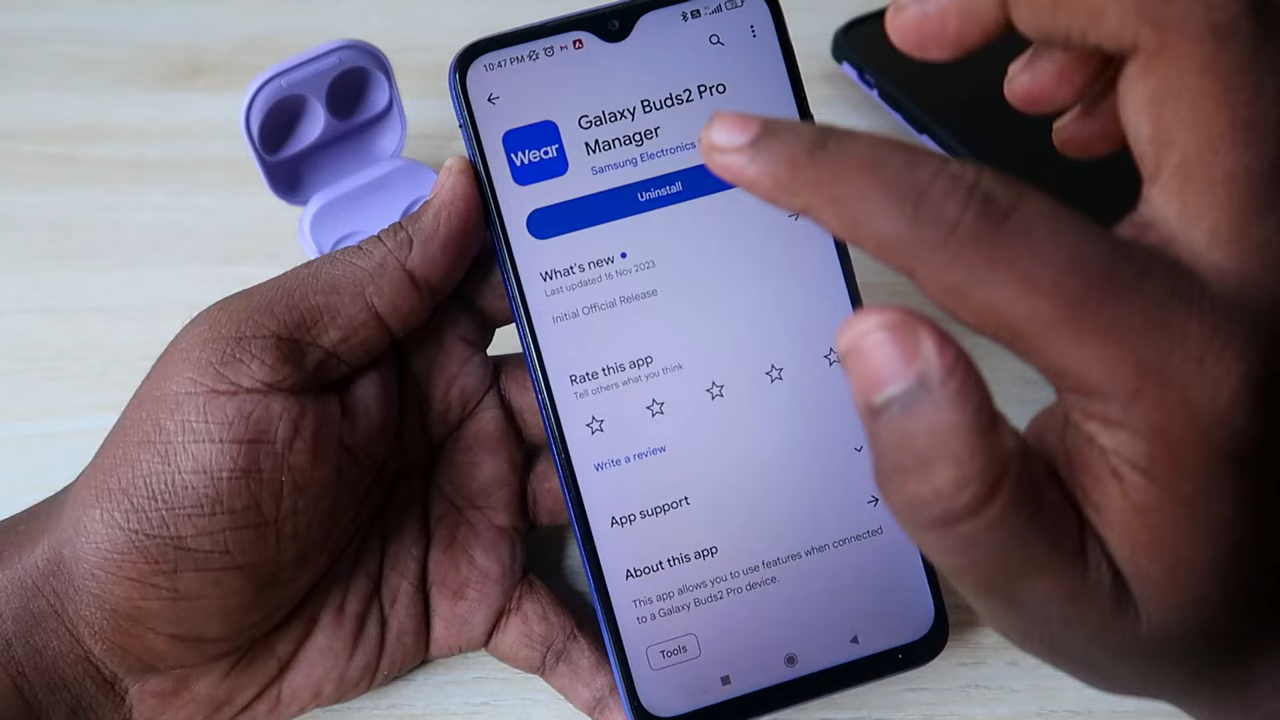 10:47 PM
Galaxy Buds2 Pro
Manager
Wear
Samsung Electronics
Uninstall
What's new
Last updated 16 Nov 2023
Initial Official Release
Rate this app
Tell others what you think
Write a review
App support
About this app
This app allows you to use features when connected
to a Galaxy Buds2 Pro device.
Tools